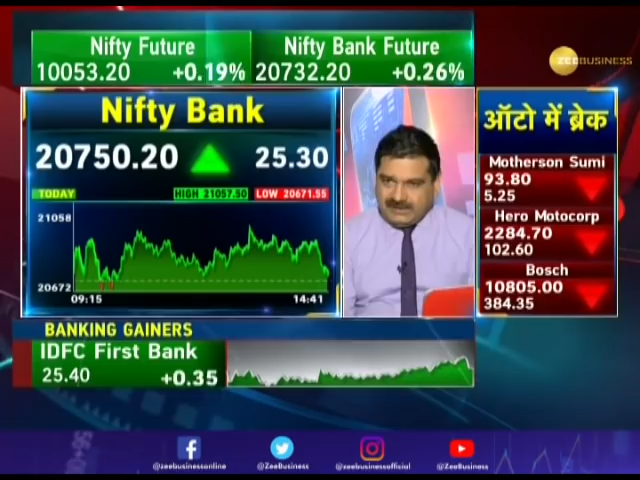 Nifty Future
10053.20 +0.19%
Nifty Bank Future
20732.20 +0.26%
ZEEBUSINESS
Nifty Bank
20750.20 25.30
TODAY
HIGH 21057.50 LOW 20671.55
21058
20672
09:15 14:41
ऑटो में ब्रेक
Motherson Sumi
93.80
5.25
Hero Motocorp
2284.70
102.60
Bosch
10805.00
384.35
BANKING GAINERS
IDFC First Bank
25.40 +0.35
@zeebusinessonline
@ZeeBusiness
@zeebusinessofficial
@ZeeBusiness